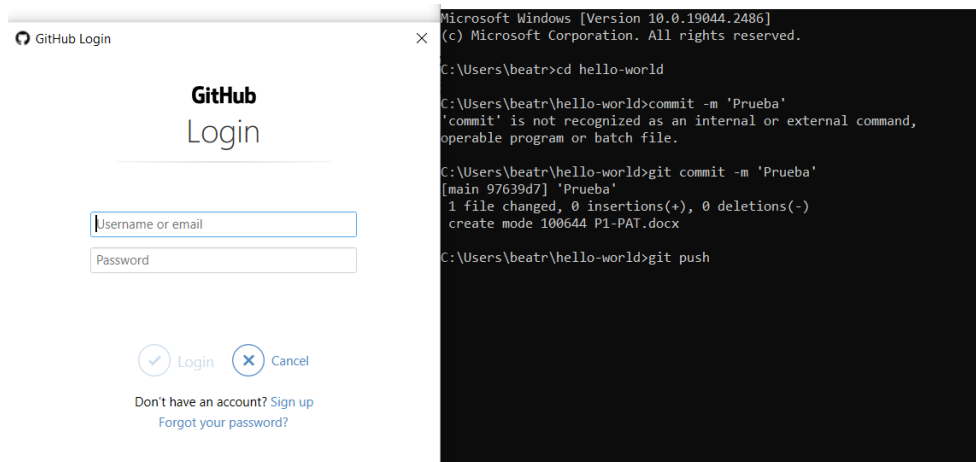 GitHub Login
GitHub
Login
Username or email
Password
Login
Cancel
Don't have an account? Sign up
Forgot your password?
Microsoft Windows [Version 10.0.19044.2486]
(c) Microsoft Corporation. All rights reserved.
C:\Users\beatr>cd hello-world
C:\Users\beatr\hello-world>commit -m 'Prueba'
'commit' is not recognized as an internal or external command,
operable program or batch file.
C:\Users\beatr\hello-world>git commit -m 'Prueba'
[main 97639d7] 'Prueba'
1 file changed, 0 insertions(+), 0 deletions(-)
create mode 100644 P1-PAT.docx
C:\Users\beatr\hello-world>git push